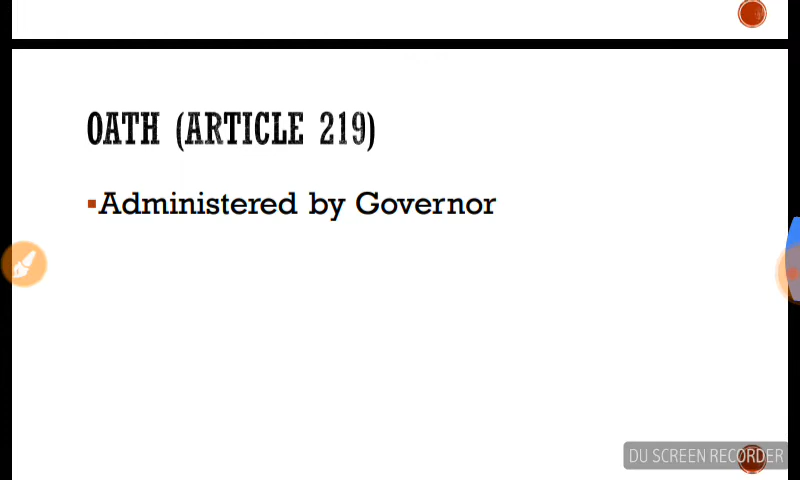 OATH (ARTICLE 219)
▪Administered by Governor
DU SCREEN RECORDER